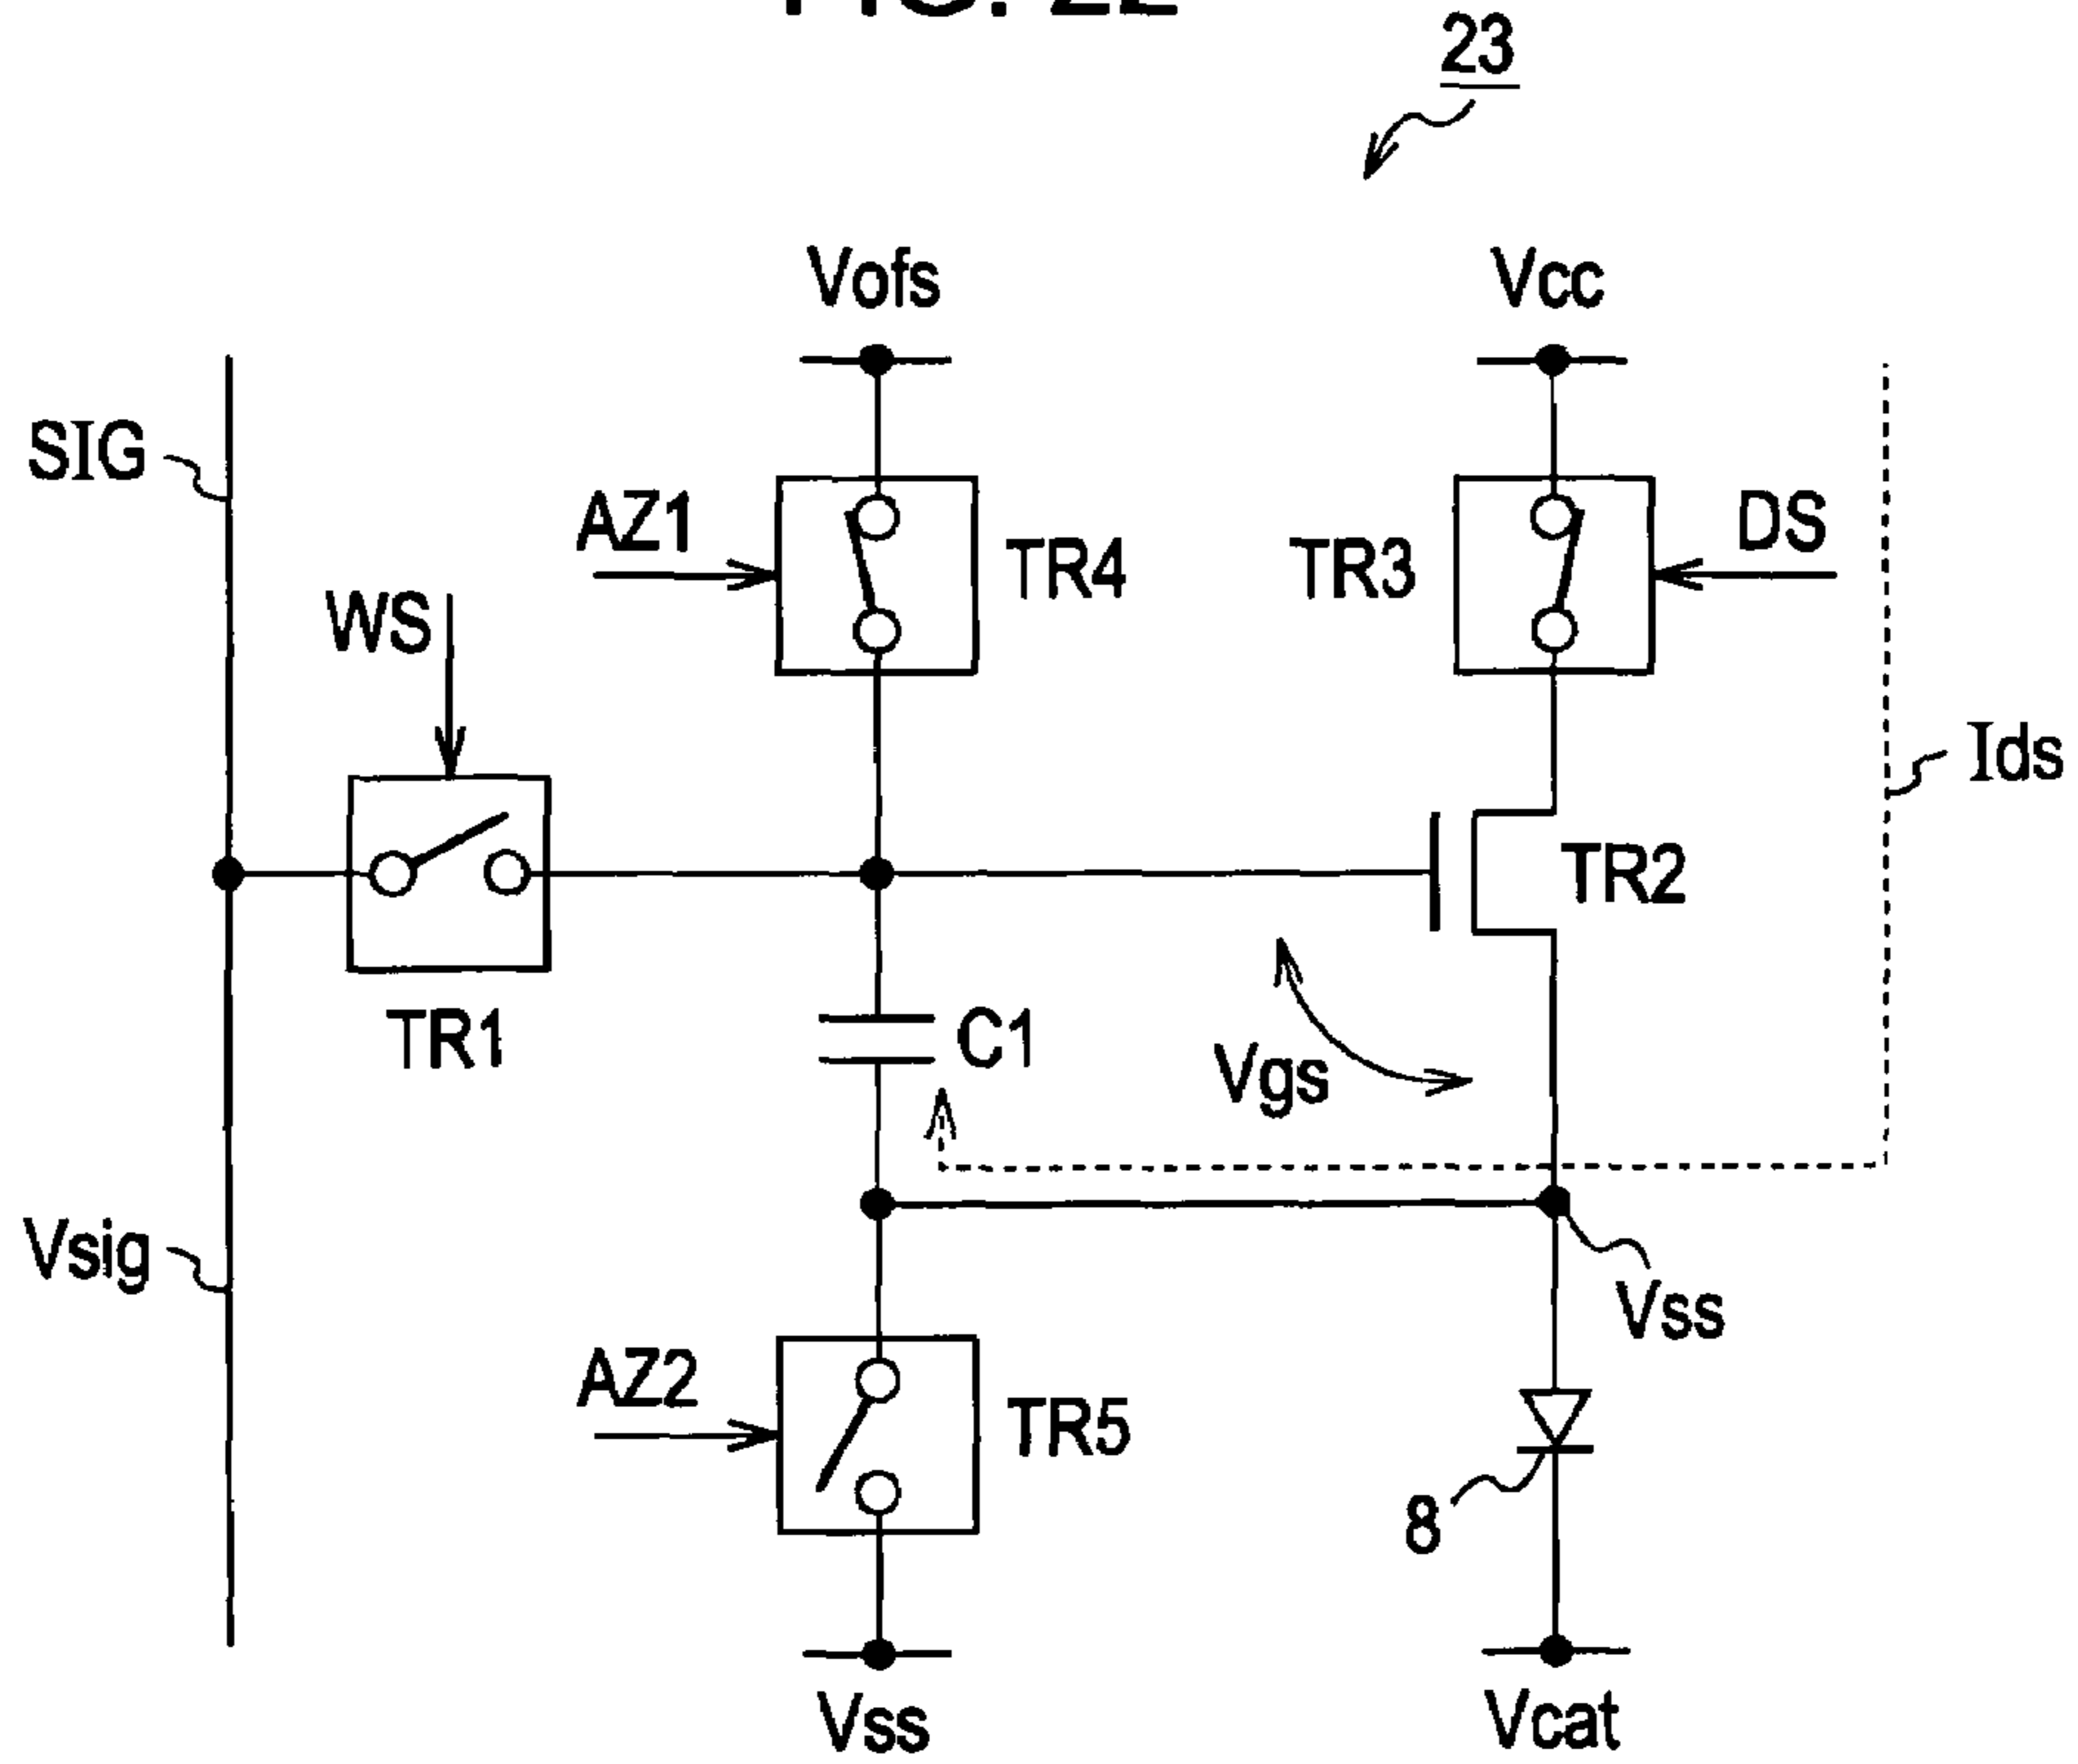 23
Vofs
Vcc
SIG
AZ1
TR4
TR3
DS
WS
Ids
TR2
TR1
C1
Vgs
Vsig
Vss
AZ2
TR5
8
Vss
Vcat